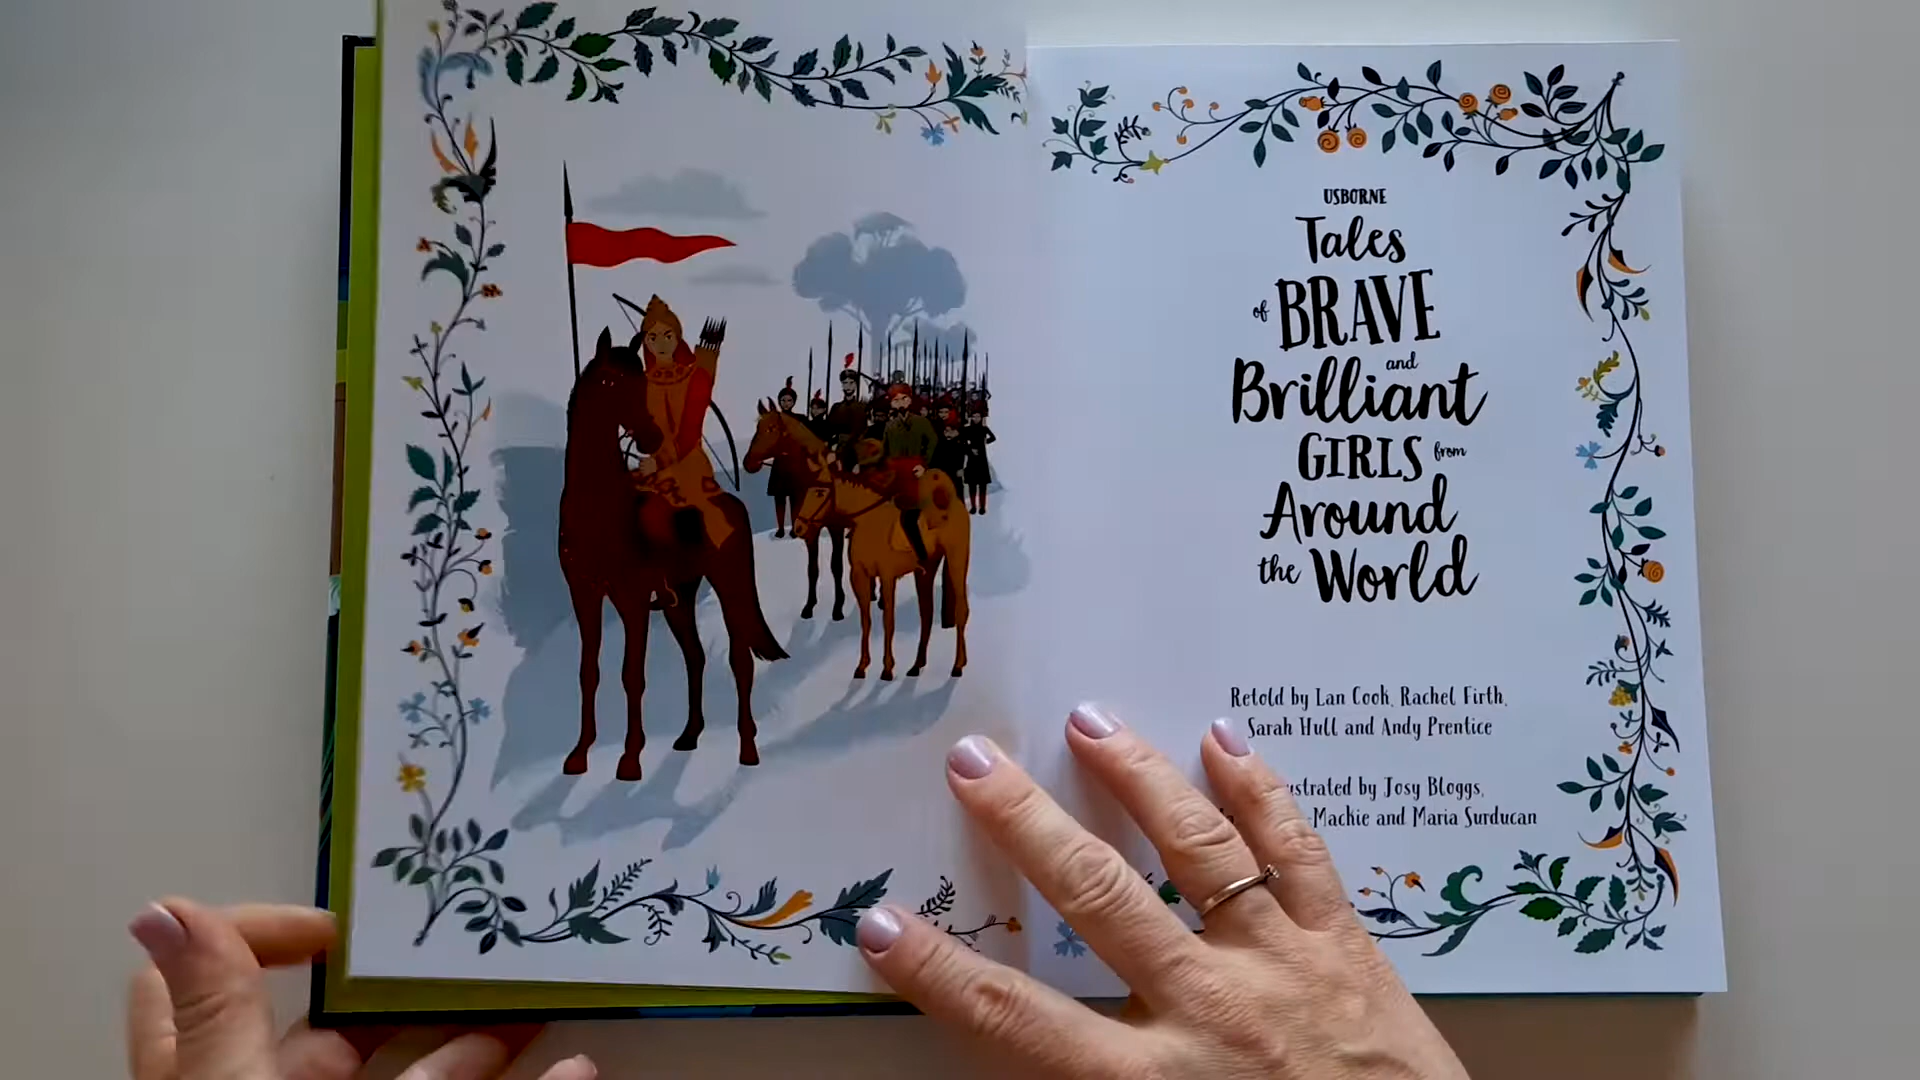 USBORNE
Tales
of BRAVE
and
Brilliant
GIRLS from
Around
the World
Retold by Lan Cook, Rachel Firth,
Sarah Hull and Andy Prentice
by Josy Bloggs,
Mackie and Maria Surducan